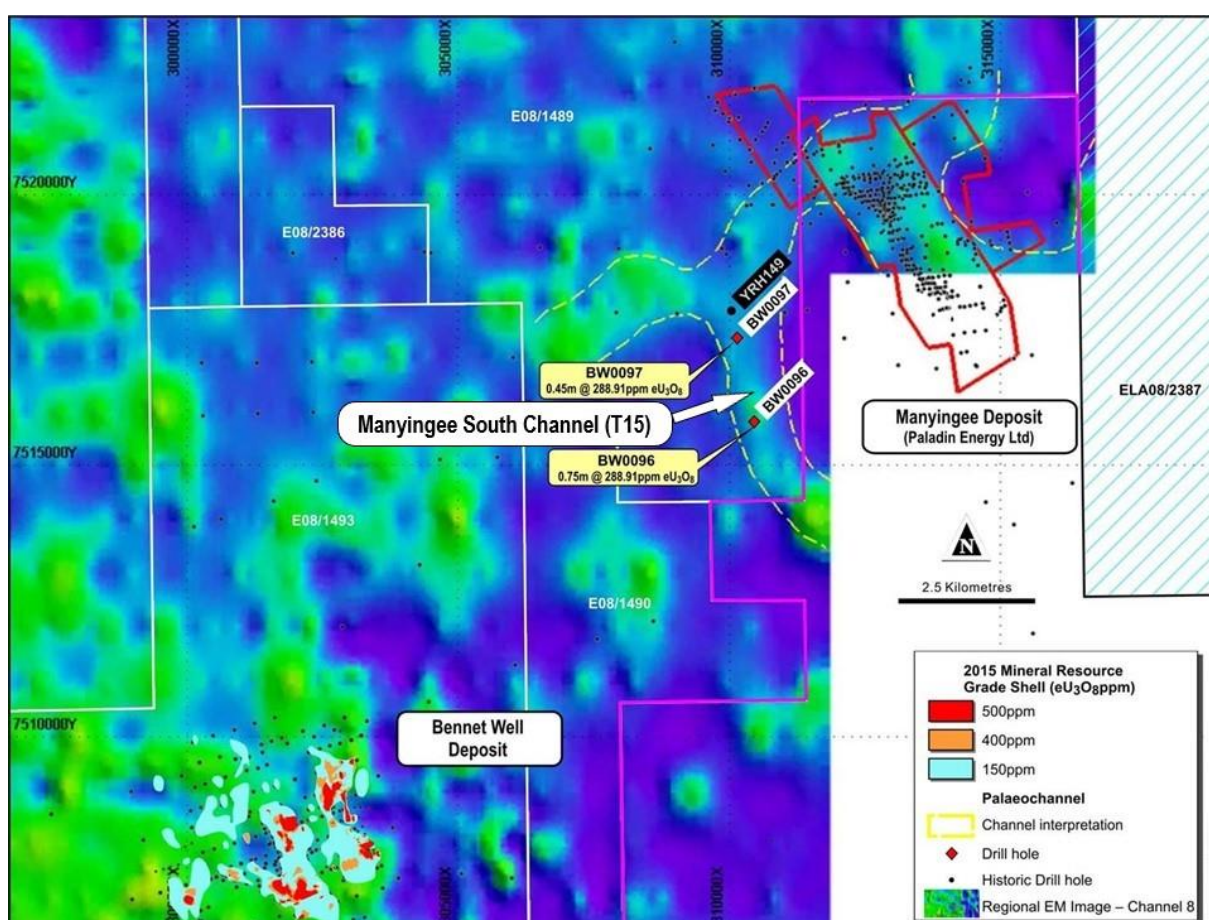 300000X
305000X
310000X
315000X
E08/1489
7520000Y
E08/2386
YRH149
BW0097
BW0097
0.45m @ 288.91ppm eU₃O₈
BW0096
ELA08/2387
Manyingee South Channel (T15)
Manyingee Deposit
(Paladin Energy Ltd)
7515000Y
BW0096
0.75m @ 288.91ppm eU₃O₈
E08/1493
N
2.5 Kilometres
E08/1490
7510000Y
Bennet Well
Deposit
305000X
310000X
2015 Mineral Resource
Grade Shell (eU₃O₈ppm)
500ppm
400ppm
150ppm
Palaeochannel
Channel interpretation
Drill hole
Historic Drill hole
Regional EM Image – Channel 8